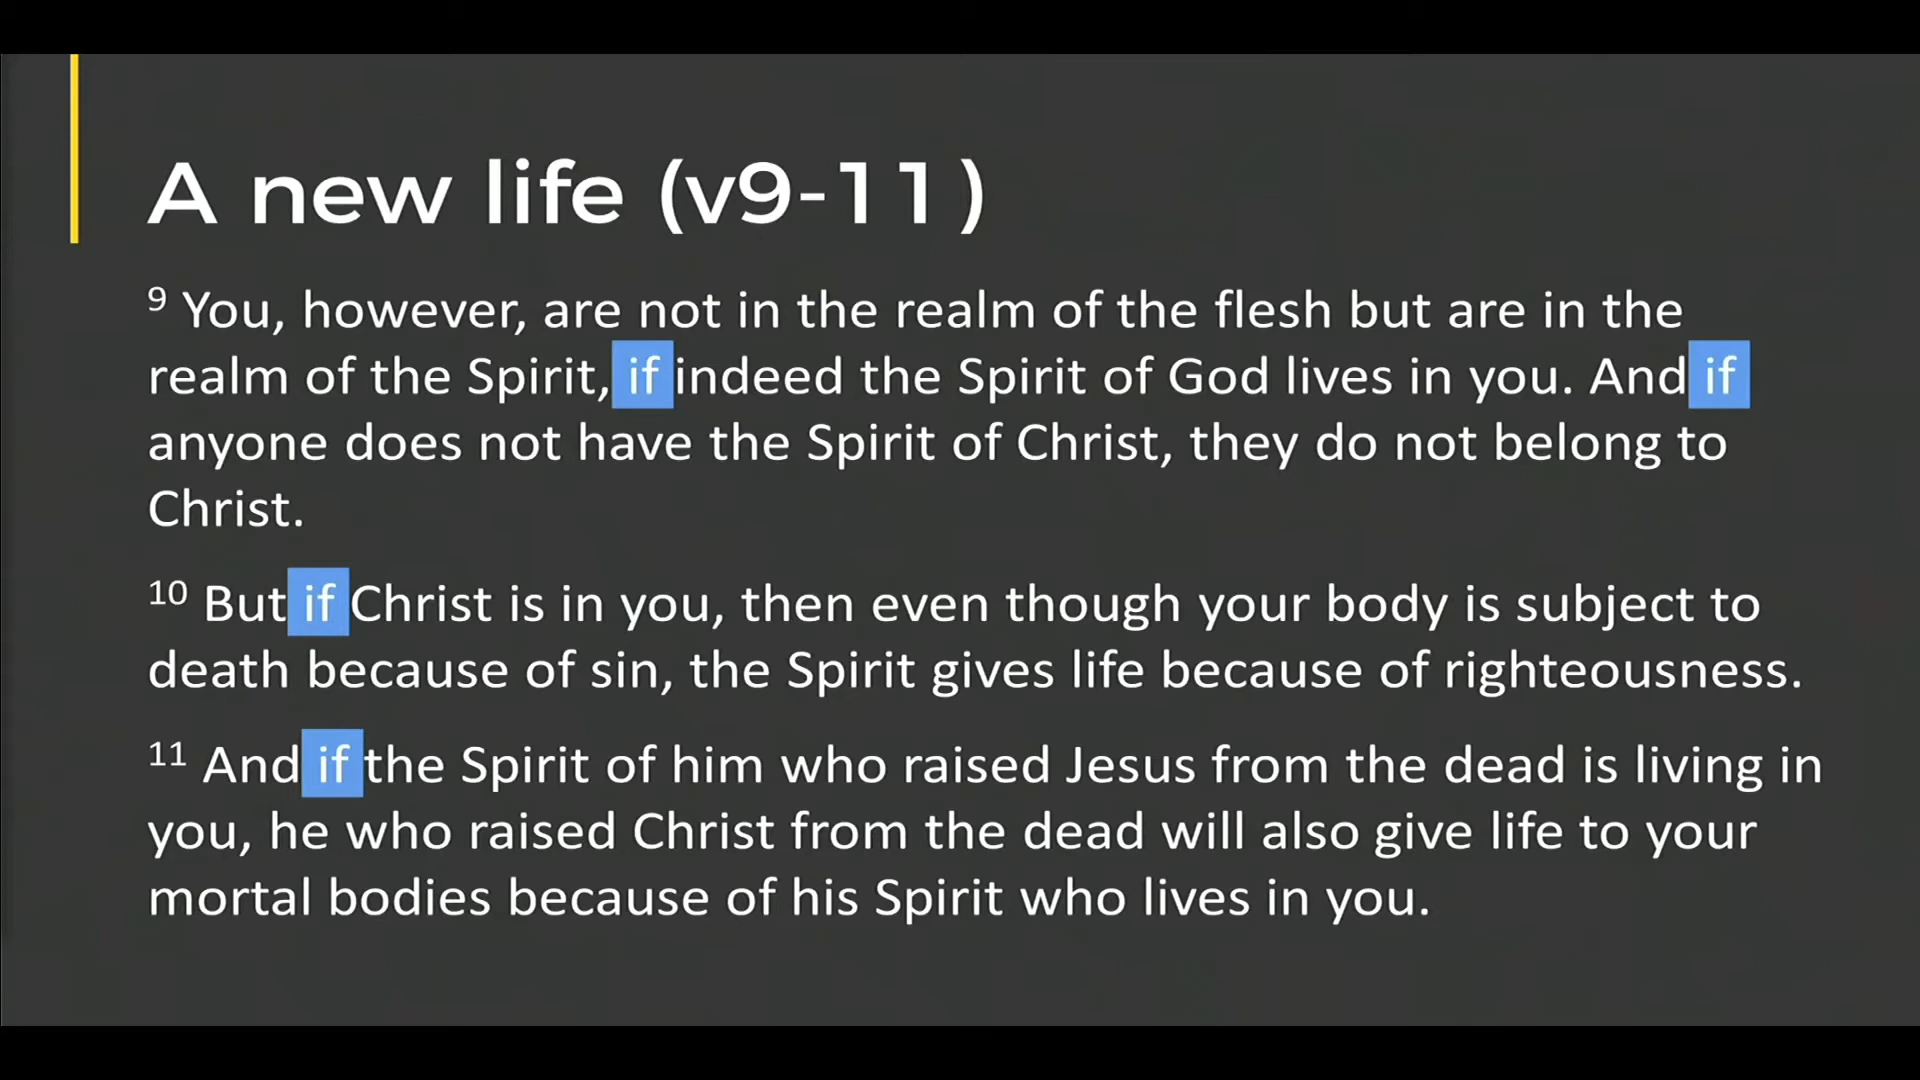 A new life (v9-11)
9 You, however, are not in the realm of the flesh but are in the
realm of the Spirit, if indeed the Spirit of God lives in you. And if
anyone does not have the Spirit of Christ, they do not belong to
Christ.
10 But if Christ is in you, then even though your body is subject to
death because of sin, the Spirit gives life because of righteousness.
11 And if the Spirit of him who raised Jesus from the dead is living in
you, he who raised Christ from the dead will also give life to your
mortal bodies because of his Spirit who lives in you.